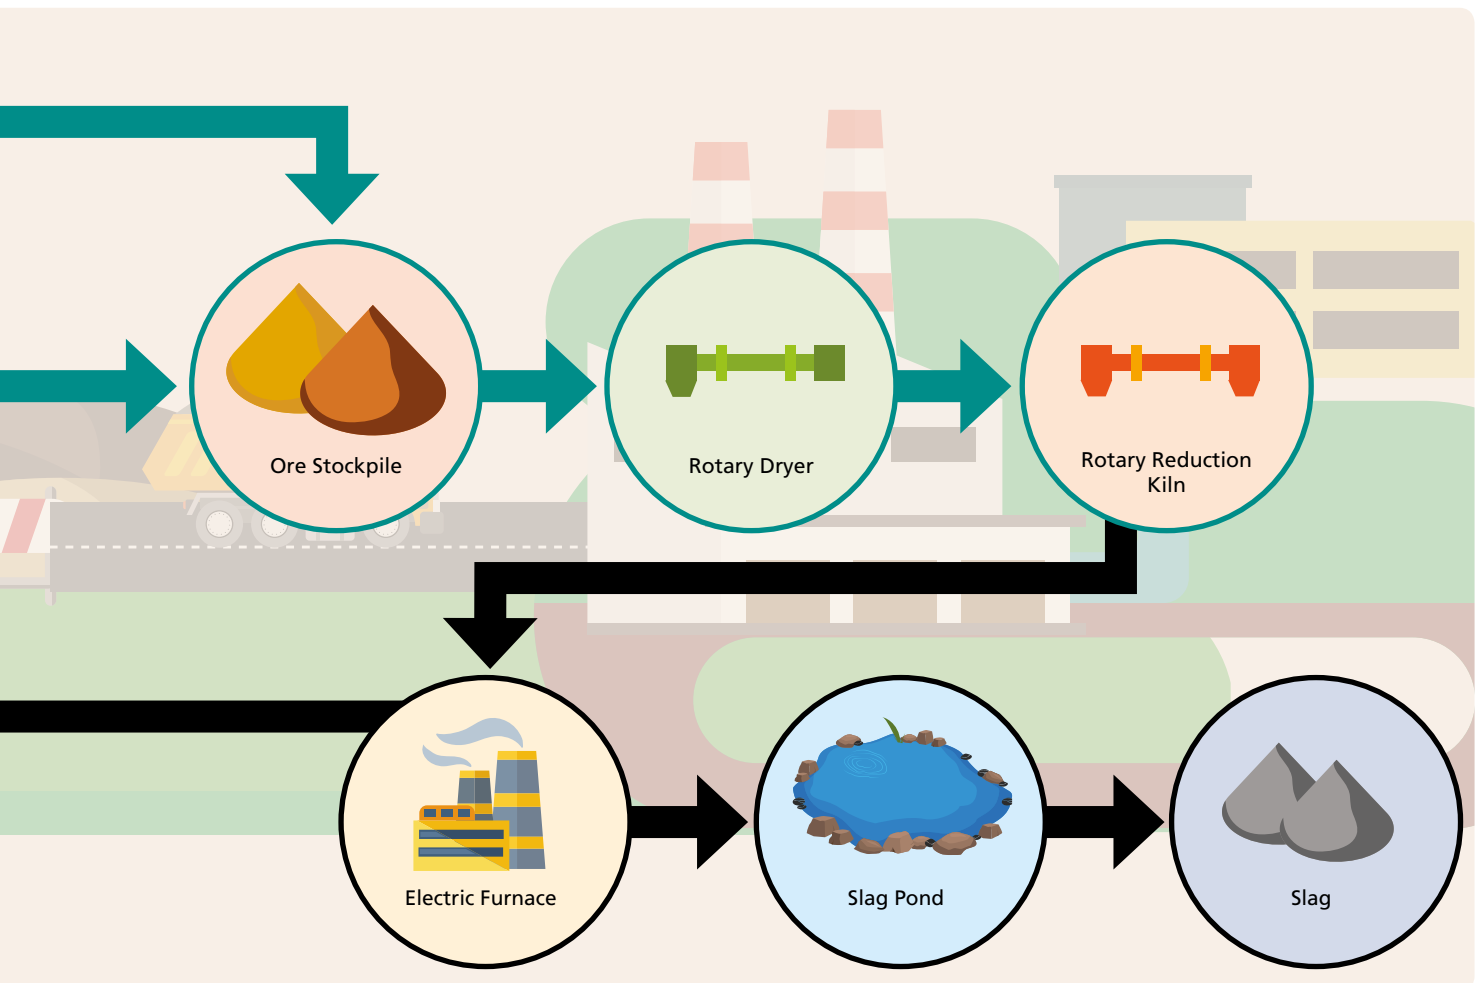 Ore Stockpile
Rotary Dryer
Rotary Reduction
Kiln
Electric Furnace
Slag Pond
Slag